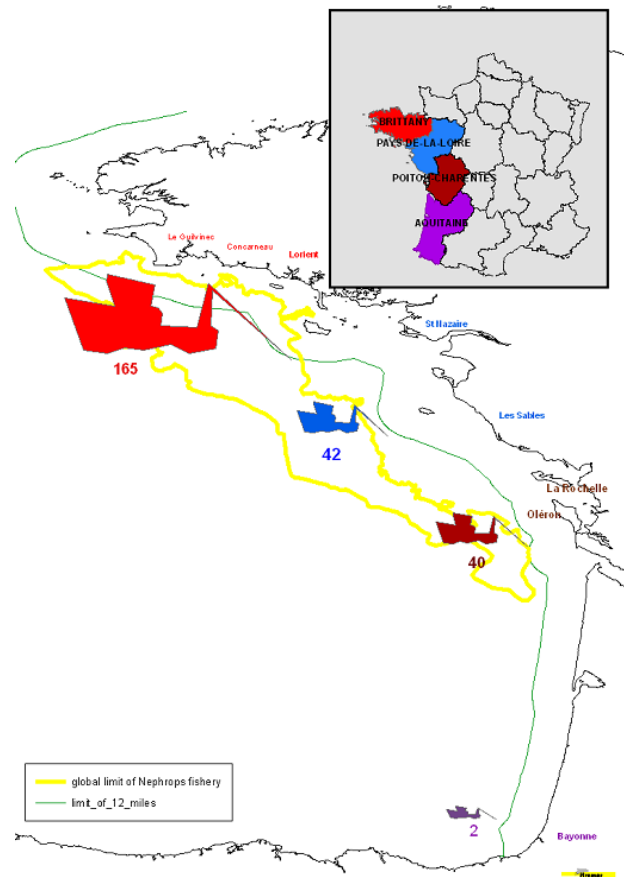 BRITTANY
PAYS DE-LA-LOIRE
POITOU-CHARENTES
AQUITAINE
Le Guilvinec
Concarneau
Lorient
St Nazaire
165
42
Les Sables
La Rochelle
Oléron
40
global limit of Nephrops fishery
limit_of_12_miles
2
Bayonne